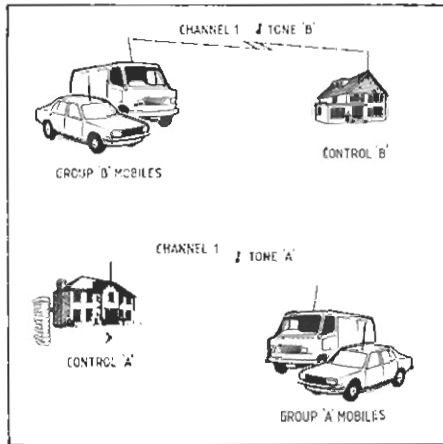 CHANNEL 1 TONE 'B'
CONTROL 'B'
GROUP 'B' MOBILES
CHANNEL 1 TONE 'A'
CONTROL 'A'
GROUP 'A' MOBILES